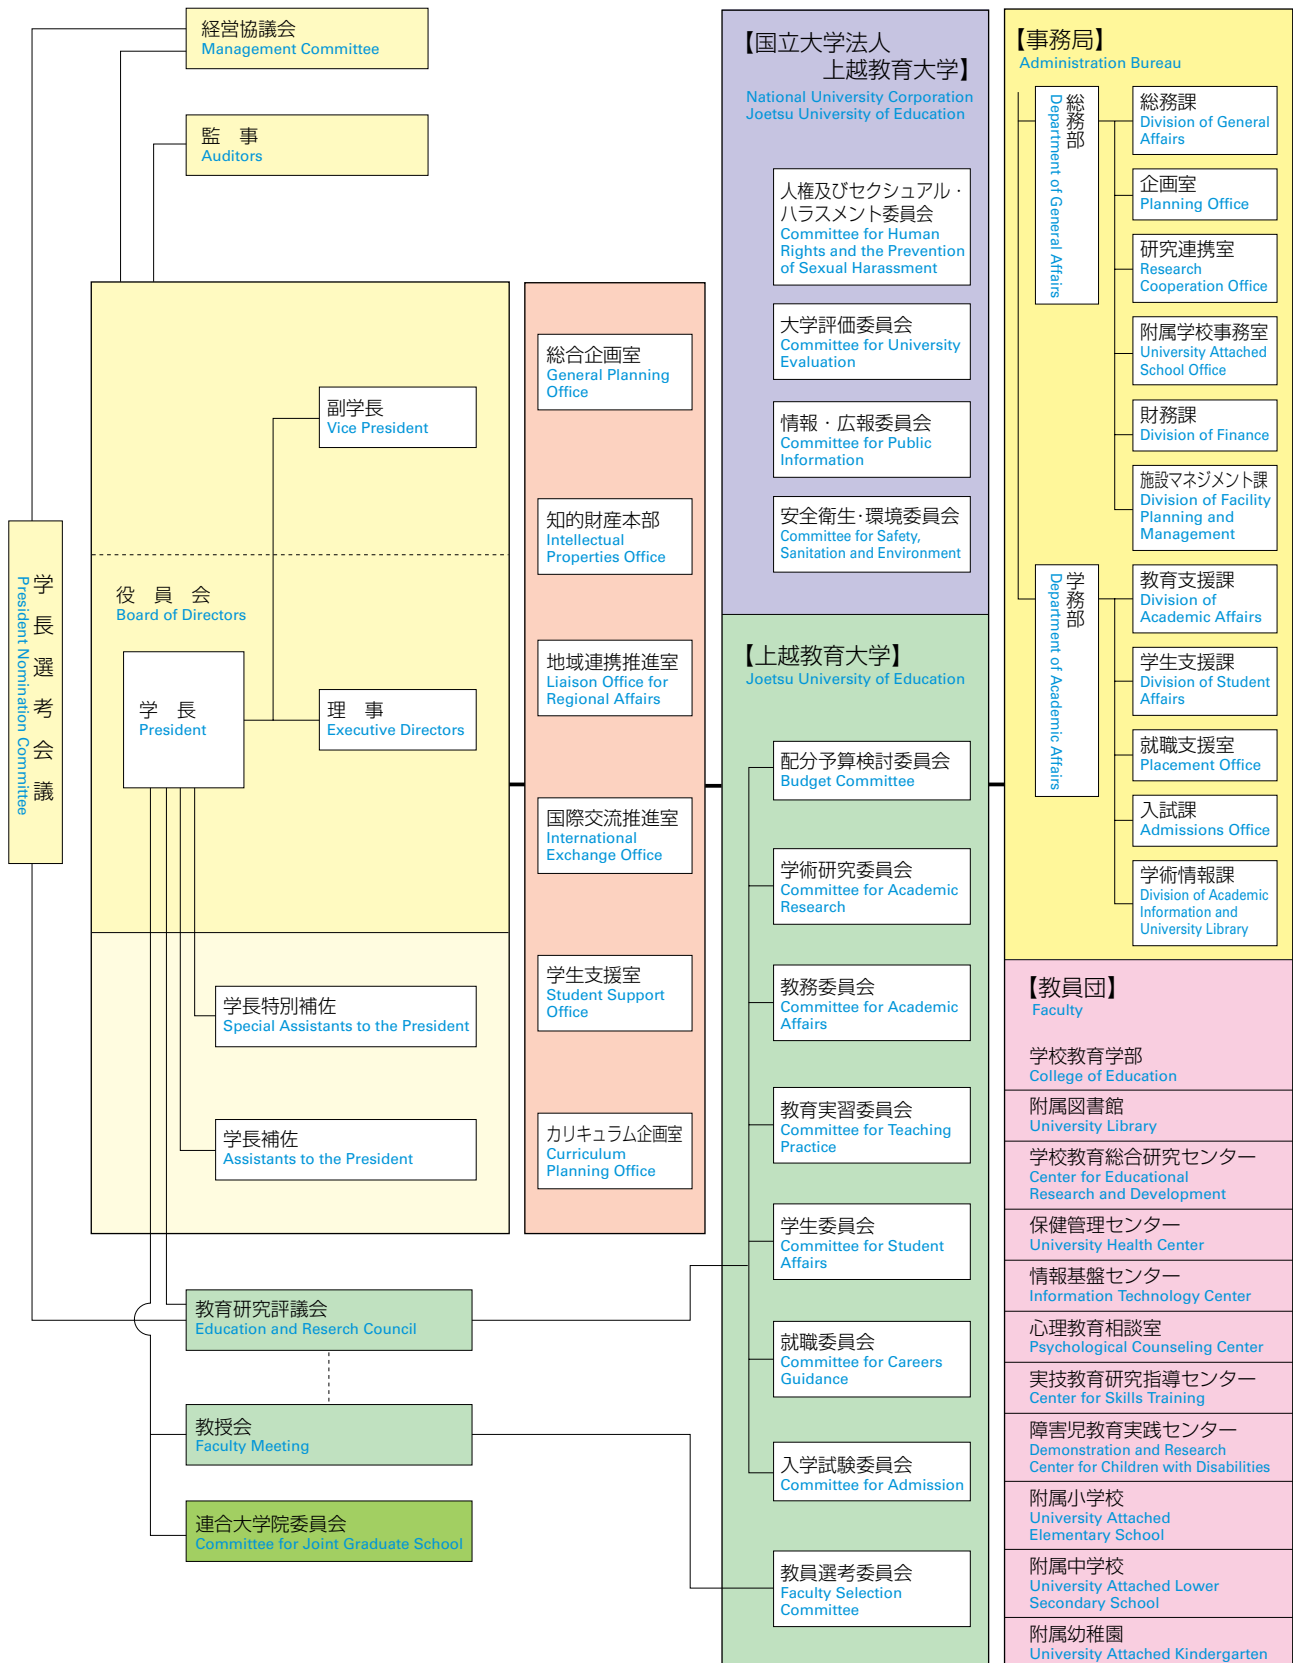 経営協議会
Management Committee
監 事
Auditors
学長選考会議
President Nomination Committee
副学長
Vice President
役 員 会
Board of Directors
学 長
President
理 事
Executive Directors
学長特別補佐
Special Assistants to the President
学長補佐
Assistants to the President
教育研究評議会
Education and Reserch Council
教授会
Faculty Meeting
連合大学院委員会
Committee for Joint Graduate School
総合企画室
General Planning
Office
知的財産本部
Intellectual
Properties Office
地域連携推進室
Liaison Office for
Regional Affairs
国際交流推進室
International
Exchange Office
学生支援室
Student Support
Office
カリキュラム企画室
Curriculum
Planning Office
【国立大学法人
上越教育大学】
National University Corporation
Joetsu University of Education
人権及びセクシュアル・
ハラスメント委員会
Committee for Human
Rights and the Prevention
of Sexual Harassment
大学評価委員会
Committee for University
Evaluation
情報・広報委員会
Committee for Public
Information
安全衛生・環境委員会
Committee for Safety,
Sanitation and Environment
【上越教育大学】
Joetsu University of Education
配分予算検討委員会
Budget Committee
学術研究委員会
Committee for Academic
Research
教務委員会
Committee for Academic
Affairs
教育実習委員会
Committee for Teaching
Practice
学生委員会
Committee for Student
Affairs
就職委員会
Committee for Careers
Guidance
入学試験委員会
Committee for Admission
教員選考委員会
Faculty Selection
Committee
【事務局】
Administration Bureau
総務部
Department of General Affairs
総務課
Division of General
Affairs
企画室
Planning Office
研究連携室
Research
Cooperation Office
附属学校事務室
University Attached
School Office
財務課
Division of Finance
施設マネジメント課
Division of Facility
Planning and
Management
学務部
Department of Academic Affairs
教育支援課
Division of
Academic Affairs
学生支援課
Division of Student
Affairs
就職支援室
Placement Office
入試課
Admissions Office
学術情報課
Division of Academic
Information and
University Library
【教員団】
Faculty
学校教育学部
College of Education
附属図書館
University Library
学校教育総合研究センター
Center for Educational
Research and Development
保健管理センター
University Health Center
情報基盤センター
Information Technology Center
心理教育相談室
Psychological Counseling Center
実技教育研究指導センター
Center for Skills Training
障害児教育実践センター
Demonstration and Research
Center for Children with Disabilities
附属小学校
University Attached
Elementary School
附属中学校
University Attached Lower
Secondary School
附属幼稚園
University Attached Kindergarten